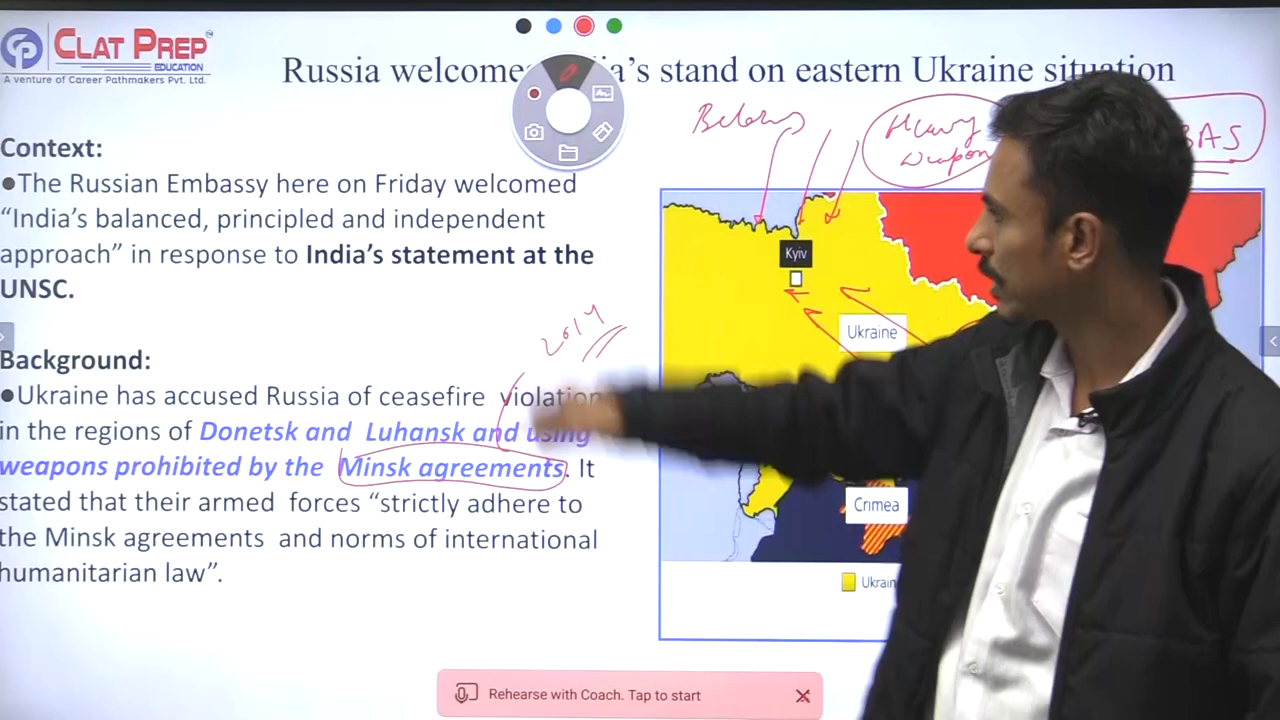 CLAT PREP
EDUCATION
A venture of Career Pathmakers Pvt. Ltd.
Russia welcome ia's stand on eastern Ukraine situation
Context:
●The Russian Embassy here on Friday welcomed
“India’s balanced, principled and independent
approach” in response to India’s statement at the
UNSC.
Background:
●Ukraine has accused Russia of ceasefire violation
in the regions of Donetsk and Luhansk and using
weapons prohibited by the Minsk agreements. It
stated that their armed forces “strictly adhere to
the Minsk agreements and norms of international
humanitarian law”.
2014
Heavy
weapon
BAS
Kyiv
Ukraine
Crimea
Ukrain
Rehearse with Coach. Tap to start